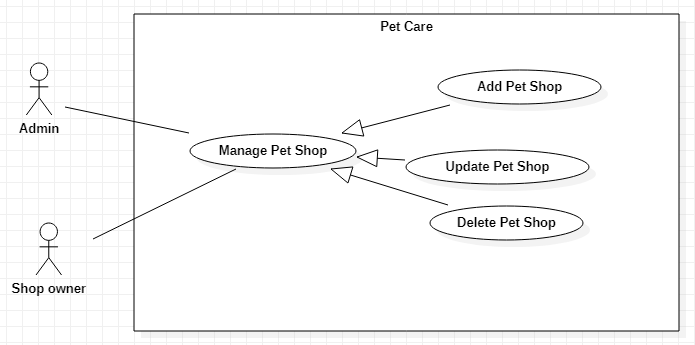 Pet Care
Add Pet Shop
Admin
Manage Pet Shop
Update Pet Shop
Delete Pet Shop
Shop owner